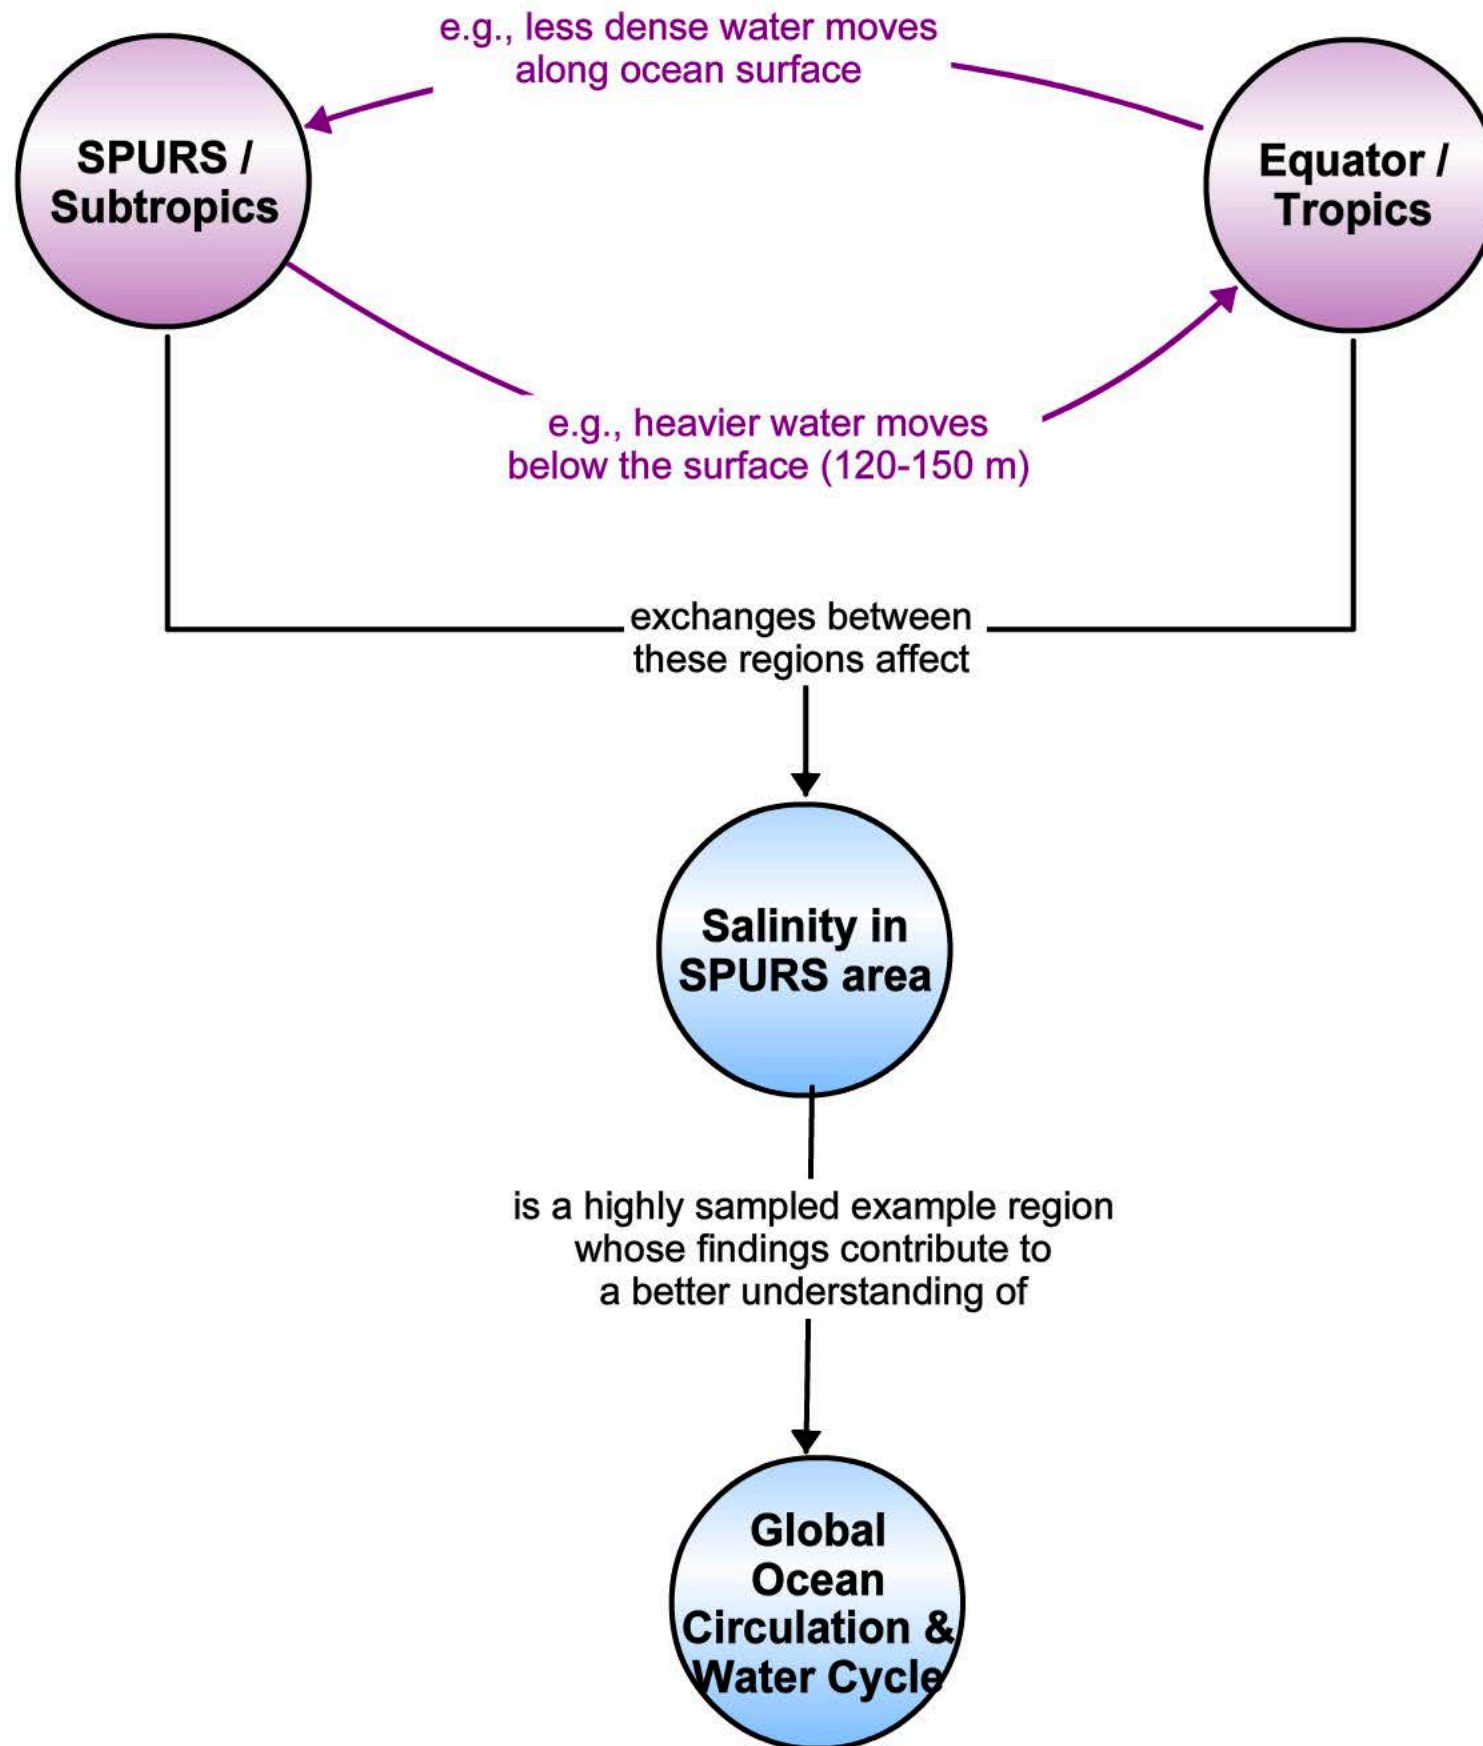 e.g., less dense water moves
along ocean surface
SPURS /
Subtropics
Equator /
Tropics
e.g., heavier water moves
below the surface (120-150 m)
exchanges between
these regions affect
Salinity in
SPURS area
is a highly sampled example region
whose findings contribute to
a better understanding of
Global
Ocean
Circulation &
Water Cycle